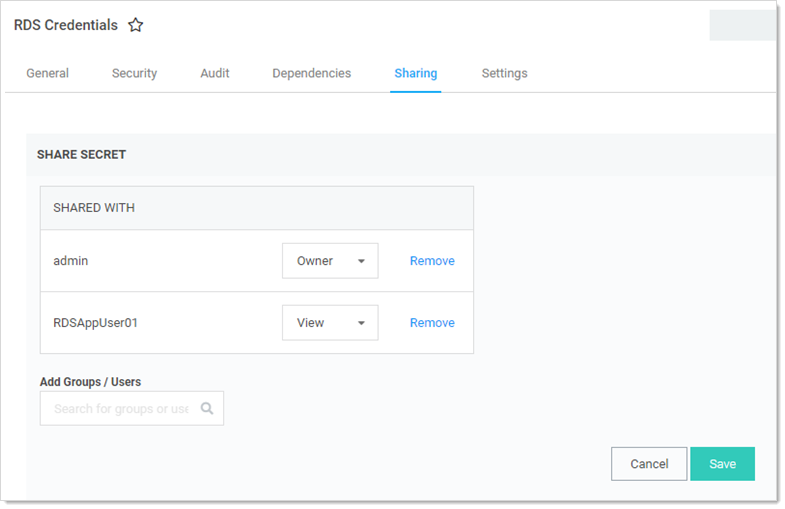 RDS Credentials
General Security Audit Dependencies Sharing Settings
SHARE SECRET
SHARED WITH
admin Owner Remove
RDSAppUser01 View Remove
Add Groups / Users
Search for groups or use
Cancel Save